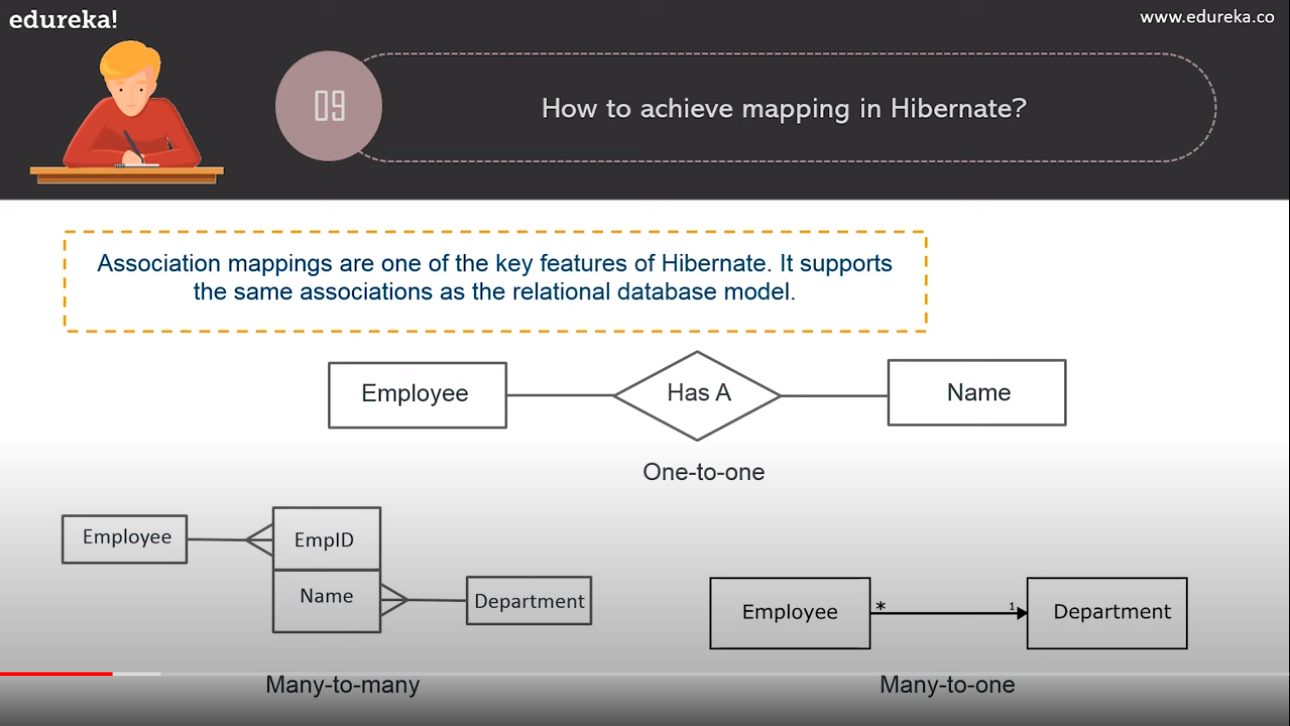 edureka!
www.edureka.co
09
How to achieve mapping in Hibernate?
Association mappings are one of the key features of Hibernate. It supports
the same associations as the relational database model.
Employee
Has A
Name
One-to-one
Employee
EmpID
Name
Department
Many-to-many
Employee
*
1
Department
Many-to-one